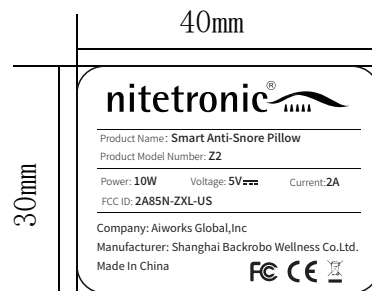 40mm
30mm
nitetronic®
Product Name: Smart Anti-Snore Pillow
Product Model Number: Z2
Power: 10W Voltage: 5V Current:2A
FCC ID: 2A85N-ZXL-US
Company: Aiworks Global,Inc
Manufacturer: Shanghai Backrobo Wellness Co.Ltd.
Made In China
FC CE